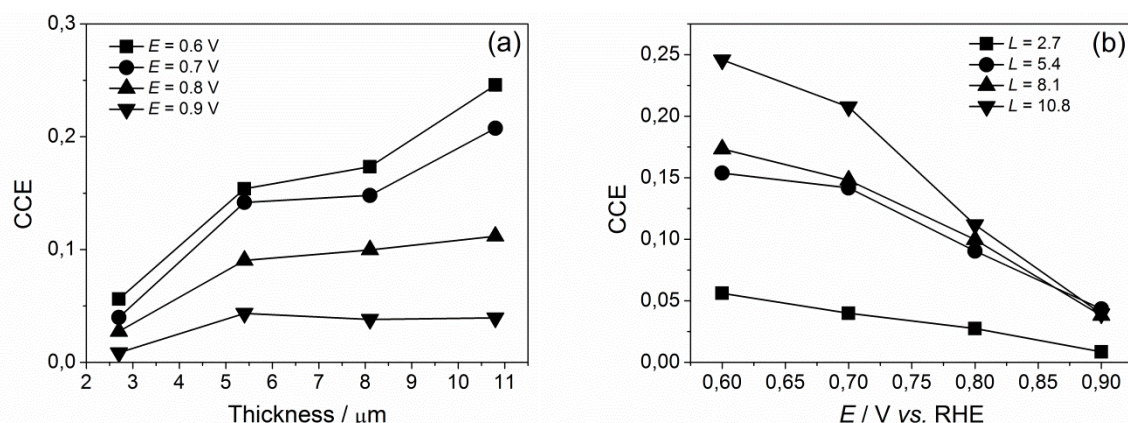 (a)
E = 0.6 V
E = 0.7 V
E = 0.8 V
E = 0.9 V
0,3
0,2
0,1
0,0
CCE
2 3 4 5 6 7 8 9 10 11
Thickness / μm
(b)
L = 2.7
L = 5.4
L = 8.1
L = 10.8
0,25
0,20
0,15
0,10
0,05
0,00
CCE
0,60 0,65 0,70 0,75 0,80 0,85 0,90
E / V vs. RHE